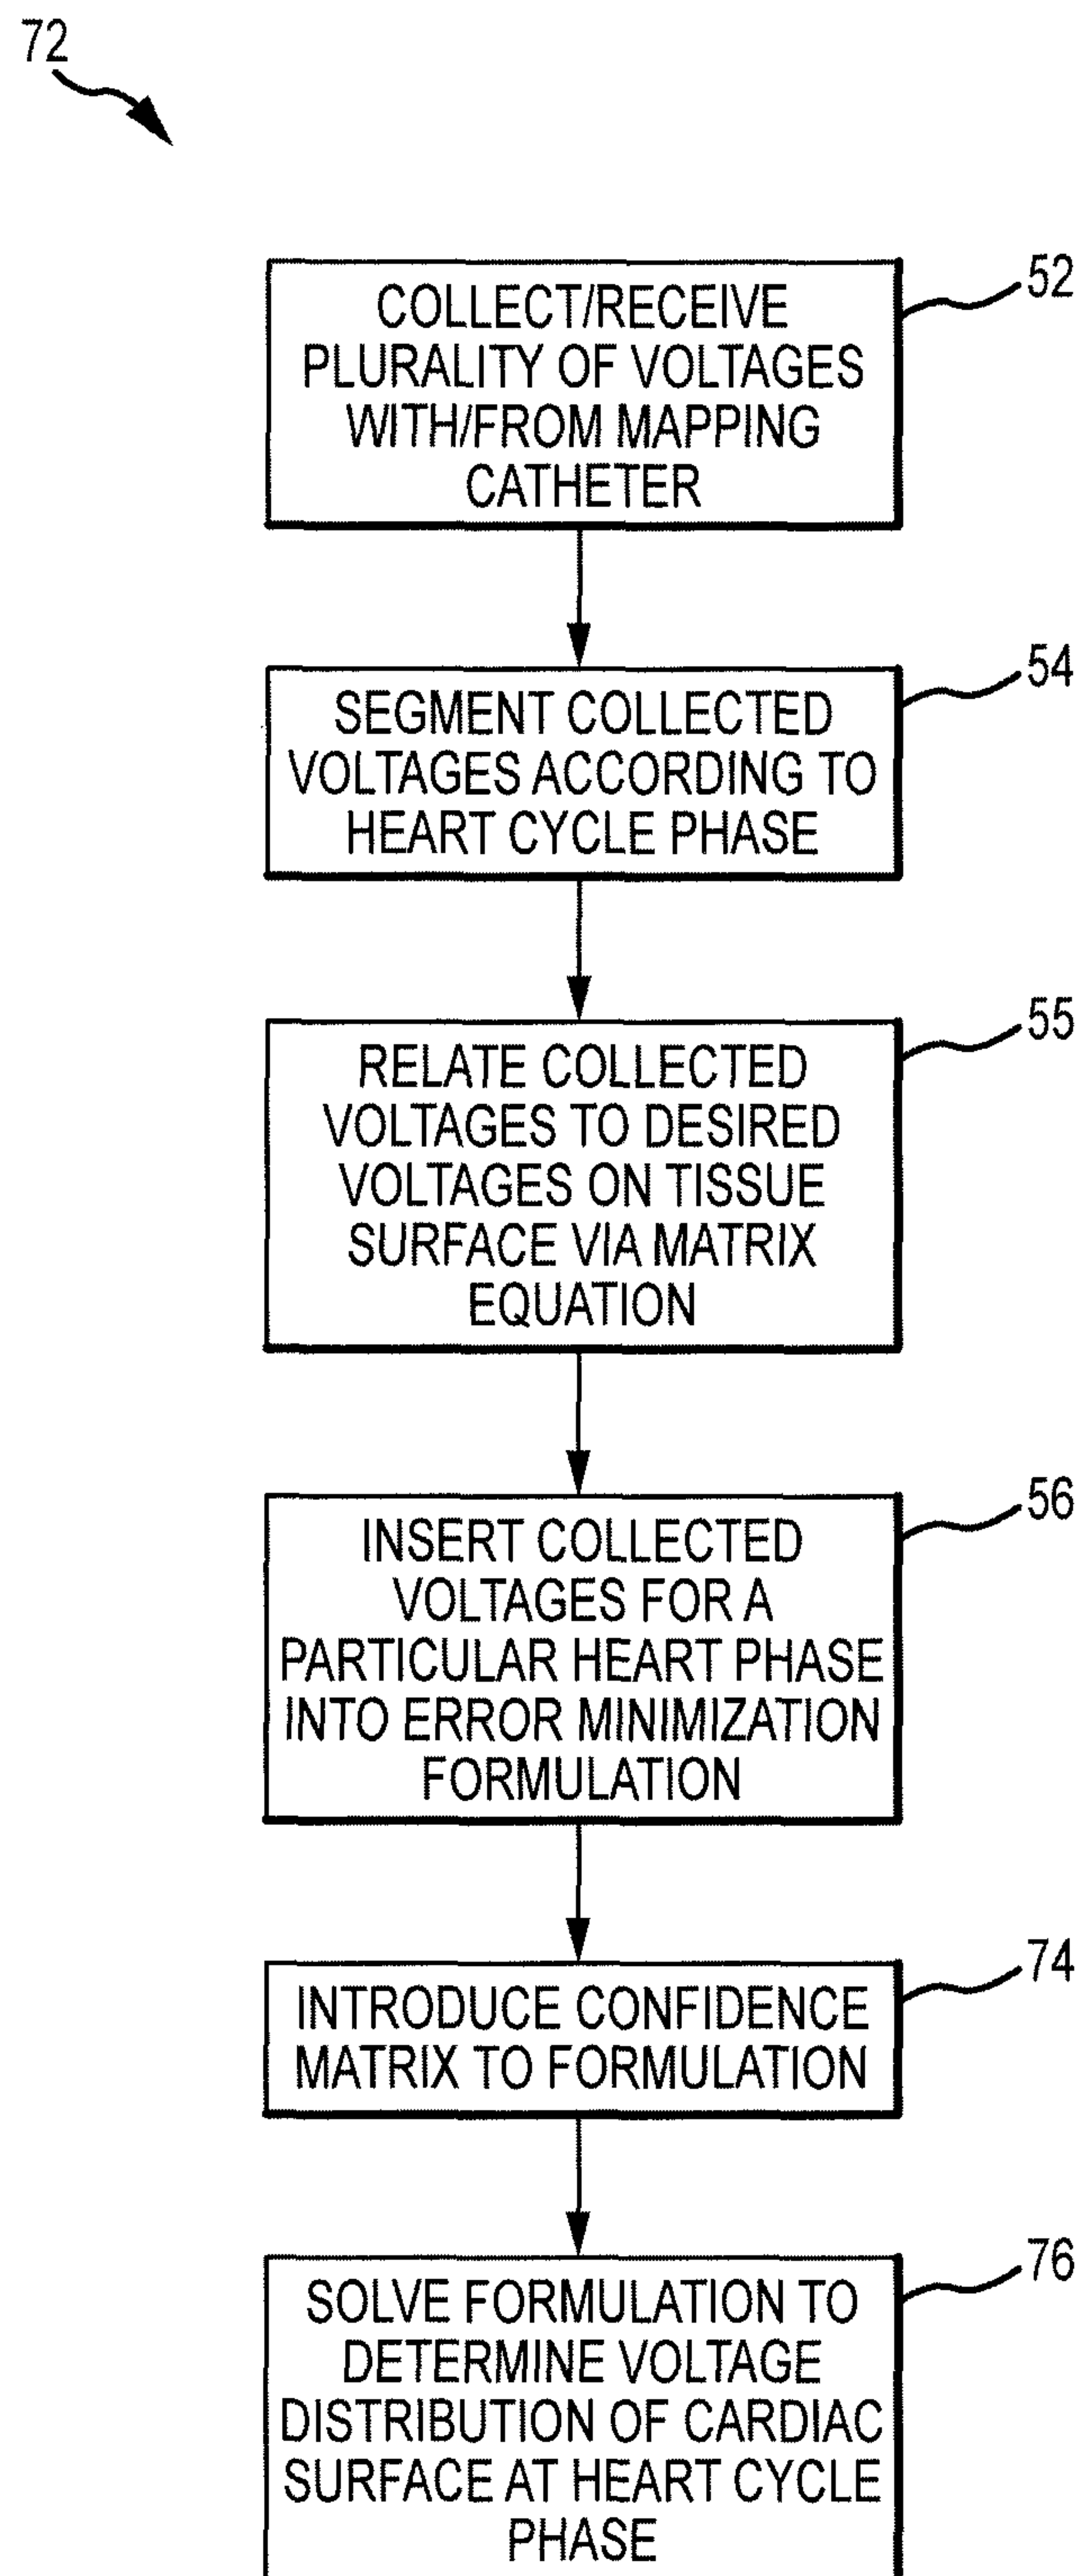 72
52
COLLECT/RECEIVE
PLURALITY OF VOLTAGES
WITH/FROM MAPPING
CATHETER
54
SEGMENT COLLECTED
VOLTAGES ACCORDING TO
HEART CYCLE PHASE
55
RELATE COLLECTED
VOLTAGES TO DESIRED
VOLTAGES ON TISSUE
SURFACE VIA MATRIX
EQUATION
56
INSERT COLLECTED
VOLTAGES FOR A
PARTICULAR HEART PHASE
INTO ERROR MINIMIZATION
FORMULATION
74
INTRODUCE CONFIDENCE
MATRIX TO FORMULATION
76
SOLVE FORMULATION TO
DETERMINE VOLTAGE
DISTRIBUTION OF CARDIAC
SURFACE AT HEART CYCLE
PHASE